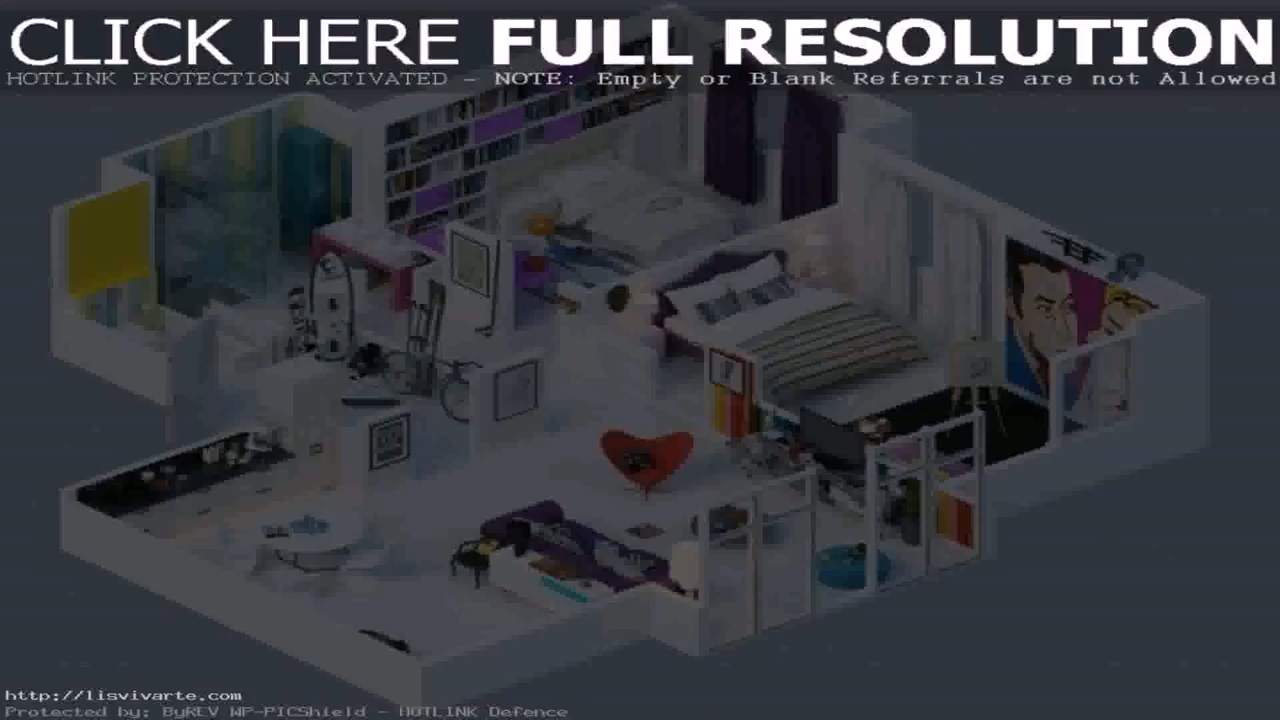 CLICK HERE FULL RESOLUTION
HOTLINK PROTECTION ACTIVATED - NOTE: Empty or Blank Referrals are not Allowed
http://lisvivarte.com
Protected by: ByREV WP-PICShield - HOTLINK Defence